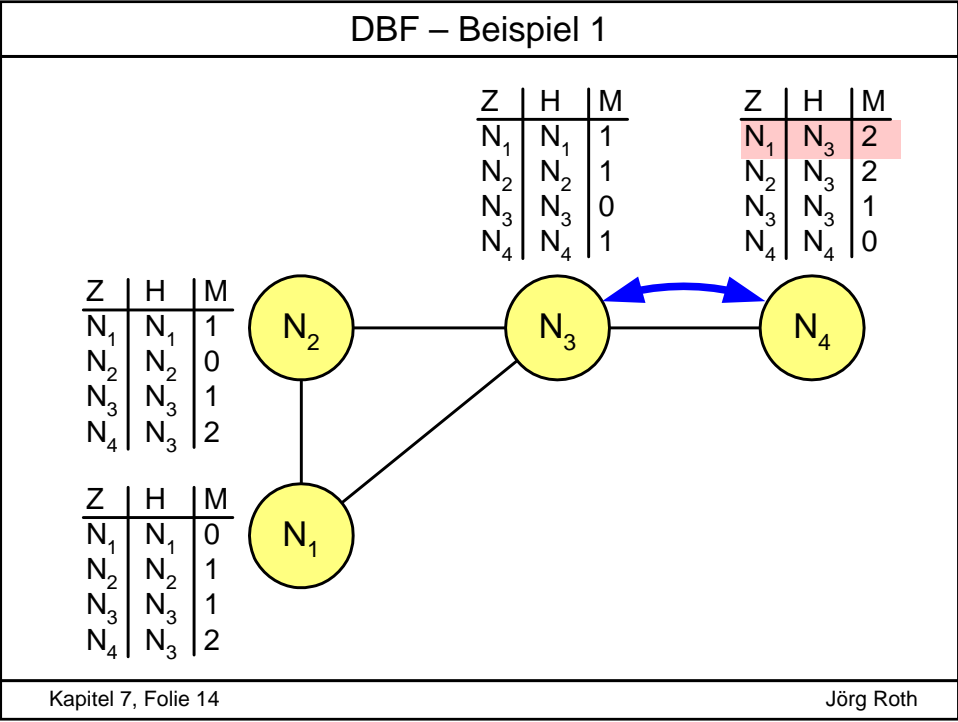 DBF – Beispiel 1
Z H M
N1 N1 1
N2 N2 1
N3 N3 0
N4 N4 1
Z H M
N1 N3 2
N2 N3 2
N3 N3 1
N4 N4 0
Z H M
N1 N1 1
N2 N2 0
N3 N3 1
N4 N3 2
N2
N3
N4
Z H M
N1 N1 0
N2 N2 1
N3 N3 1
N4 N3 2
N1
Kapitel 7, Folie 14
Jörg Roth